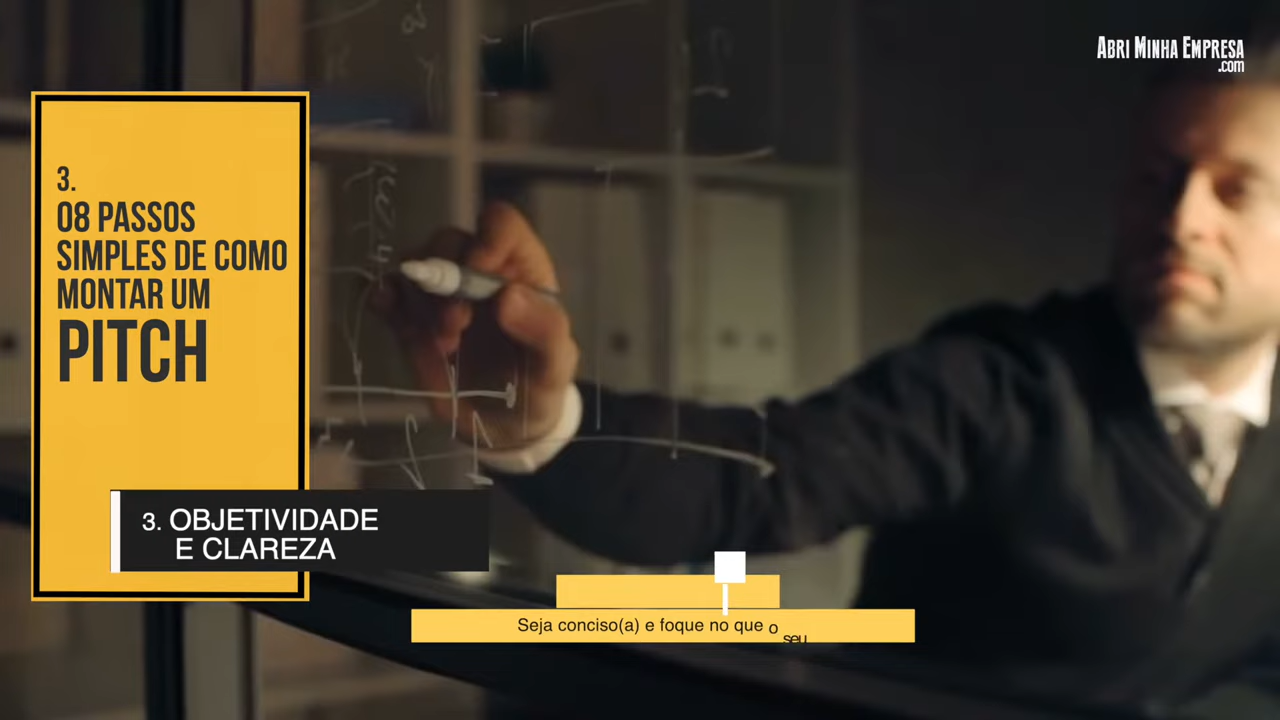 ABRI MINHA EMPRESA
.COM
3.
08 PASSOS
SIMPLES DE COMO
MONTAR UM
PITCH
3. OBJETIVIDADE
E CLAREZA
Seja conciso(a) e foque no que o seu